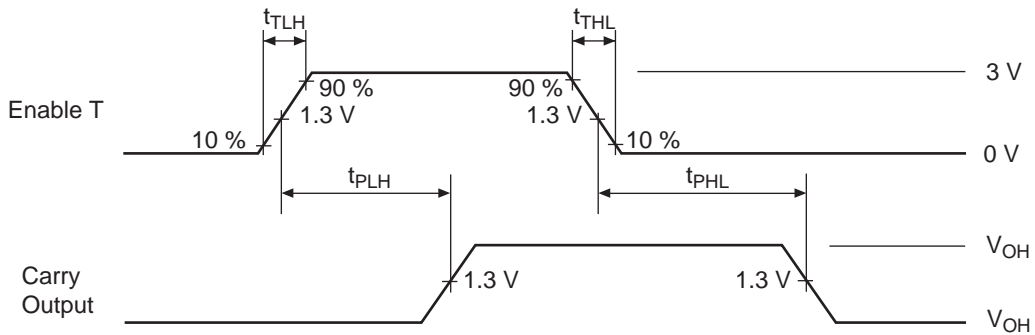 tTLH
tTHL
3 V
90 %
90 %
Enable T
1.3 V
1.3 V
10 %
10 %
0 V
tPLH
tPHL
VOH
Carry
Output
1.3 V
1.3 V
VOH